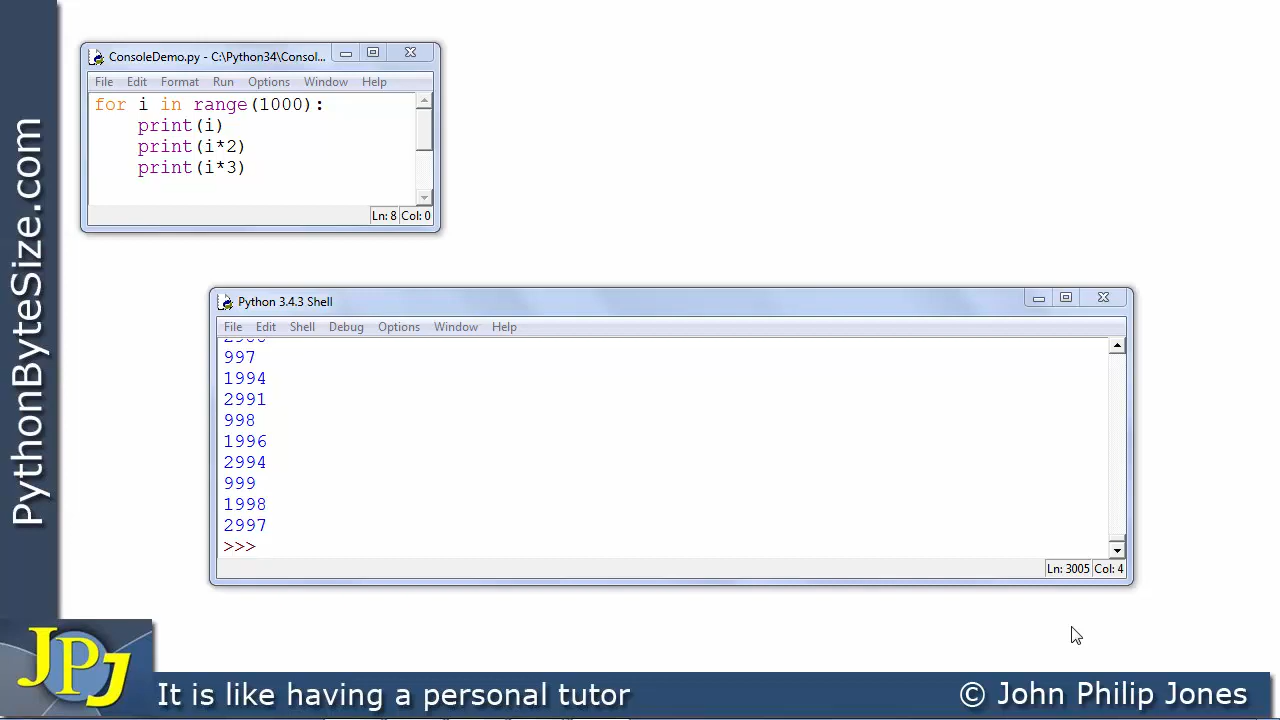 PythonByteSize.com
ConsoleDemo.py - C:\Python34\Consol...
File Edit Format Run Options Window Help
for i in range(1000):
    print(i)
    print(i*2)
    print(i*3)
Ln: 8 Col: 0
Python 3.4.3 Shell
File Edit Shell Debug Options Window Help
997
1994
2991
998
1996
2994
999
1998
2997
>>>
Ln: 3005 Col: 4
JPJ
It is like having a personal tutor
© John Philip Jones